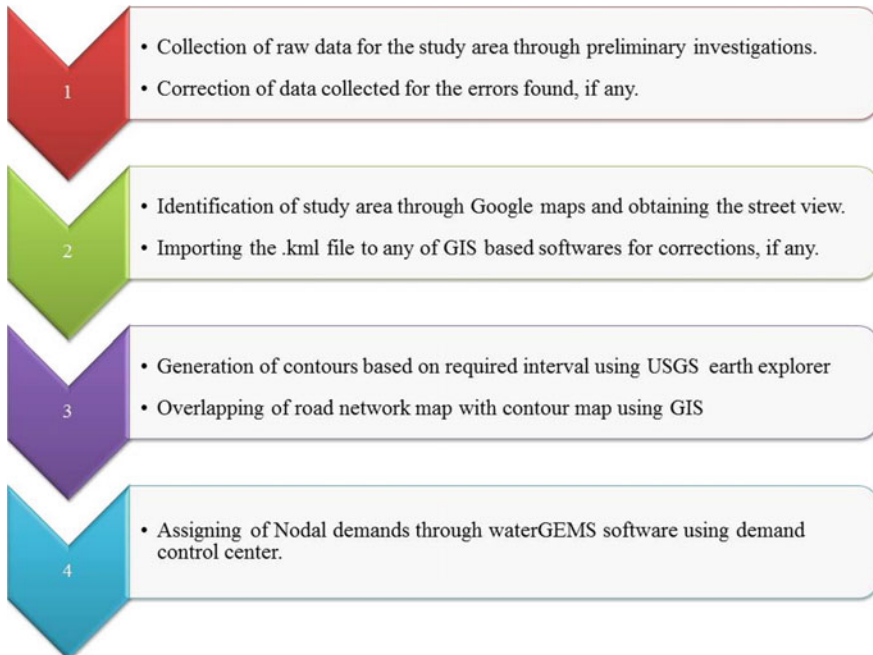 1
• Collection of raw data for the study area through preliminary investigations.
• Correction of data collected for the errors found, if any.
2
• Identification of study area through Google maps and obtaining the street view.
• Importing the .kml file to any of GIS based softwares for corrections, if any.
3
• Generation of contours based on required interval using USGS earth explorer
• Overlapping of road network map with contour map using GIS
4
• Assigning of Nodal demands through waterGEMS software using demand
control center.